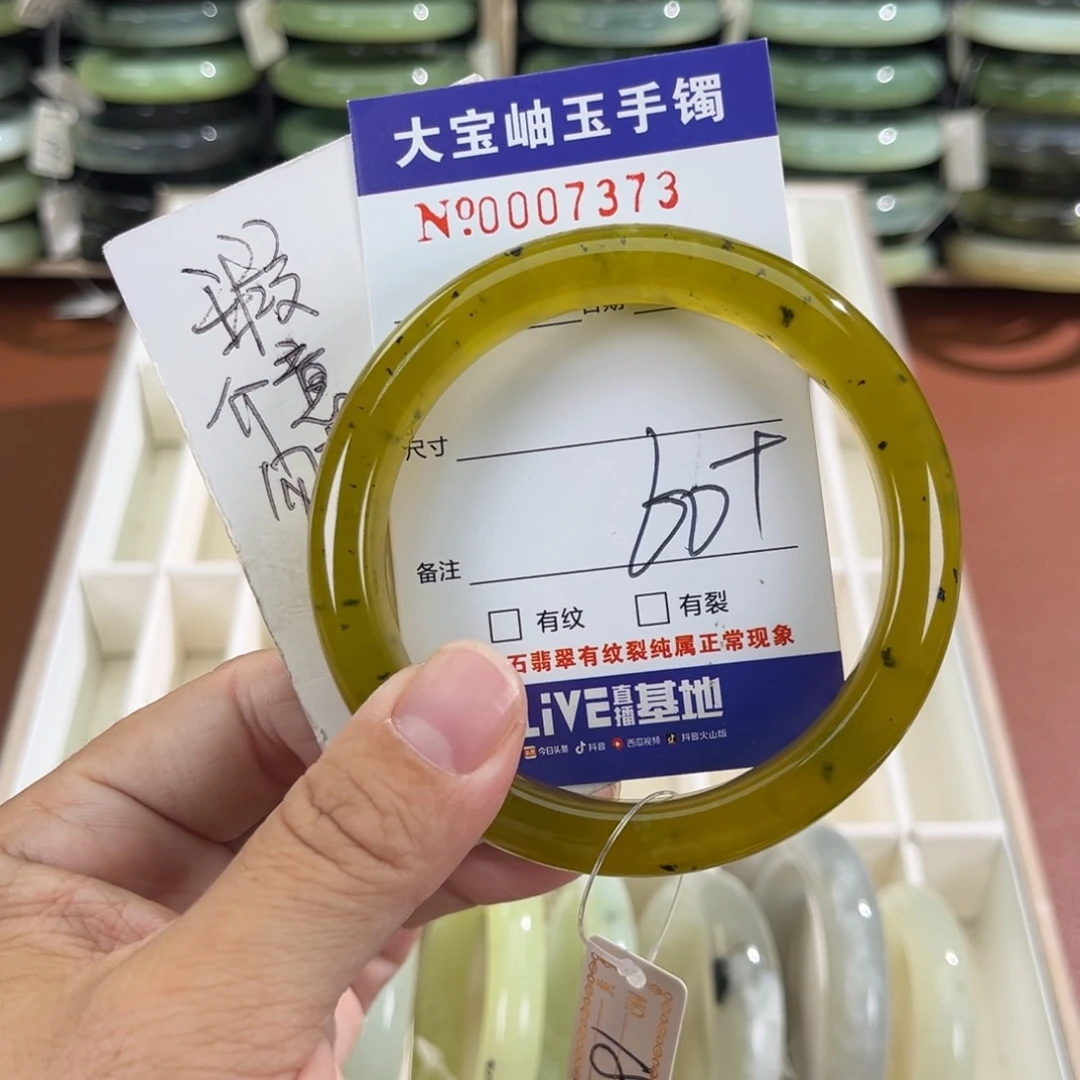 大宝岫玉手镯
Nº0007373
日期
尺寸
60+
备注
有纹
有裂
石翡翠有纹裂纯属正常现象
LiVE直播基地
今日头条 抖音 西瓜视频 抖音火山版
意